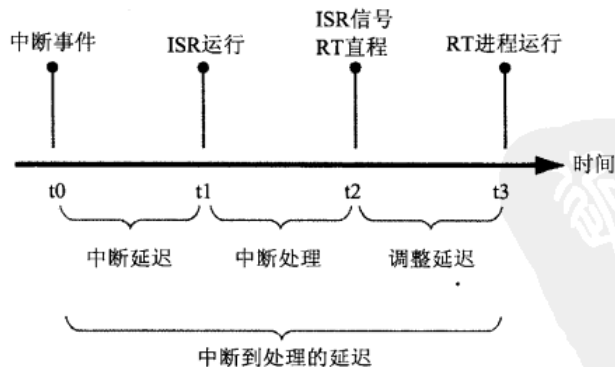 中断事件
ISR运行
ISR信号
RT直程
RT进程运行
时间
t0
t1
t2
t3
中断延迟
中断处理
调整延迟
中断到处理的延迟